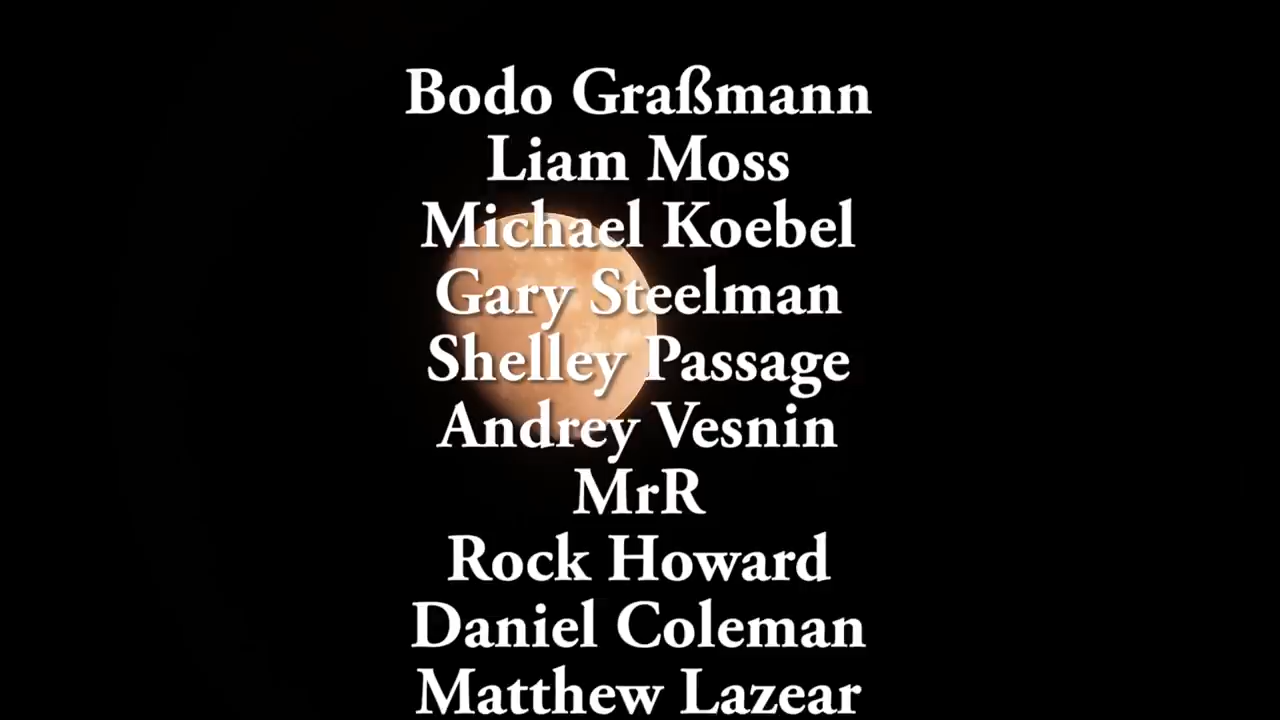 Bodo Graßmann
Liam Moss
Michael Koebel
Gary Steelman
Shelley Passage
Andrey Vesnin
MrR
Rock Howard
Daniel Coleman
Matthew Lazear